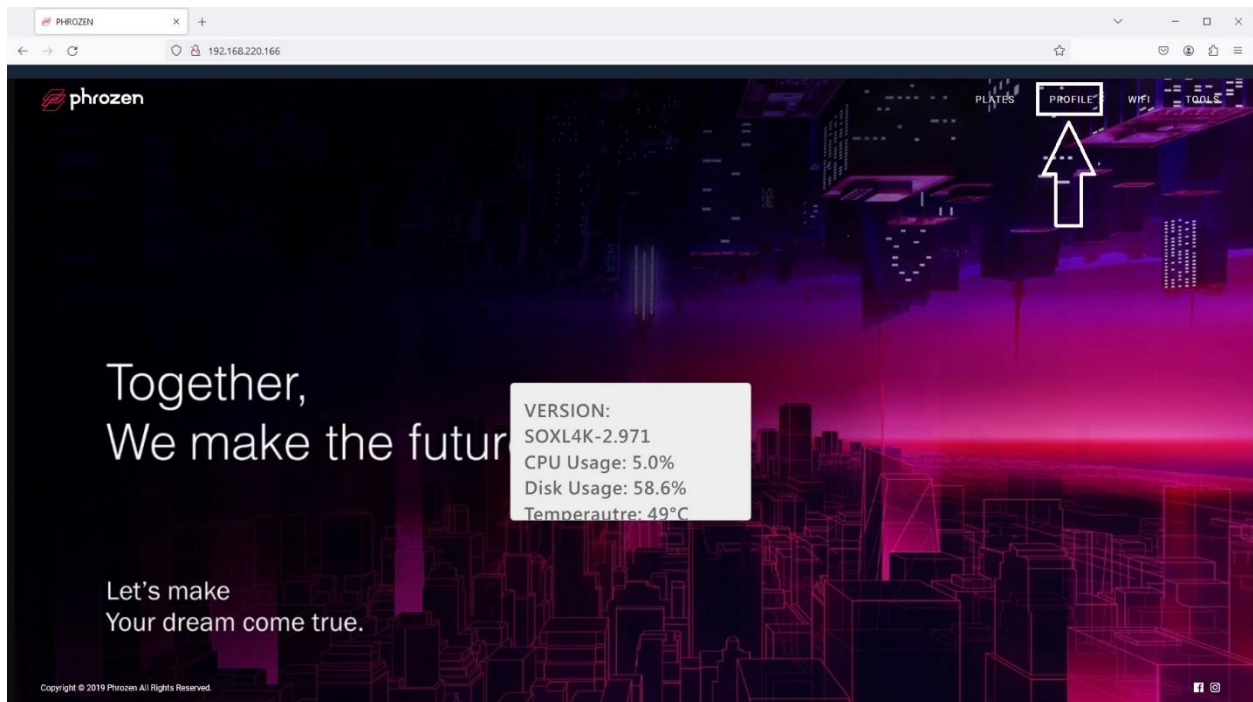 PHROZEN
192.168.220.166
phrozen
PLATES PROFILE WIFI TOOLS
Together,
We make the futur
VERSION:
SOXL4K-2.971
CPU Usage: 5.0%
Disk Usage: 58.6%
Temperautre: 49°C
Let's make
Your dream come true.
Copyright © 2019 Phrozen All Rights Reserved.